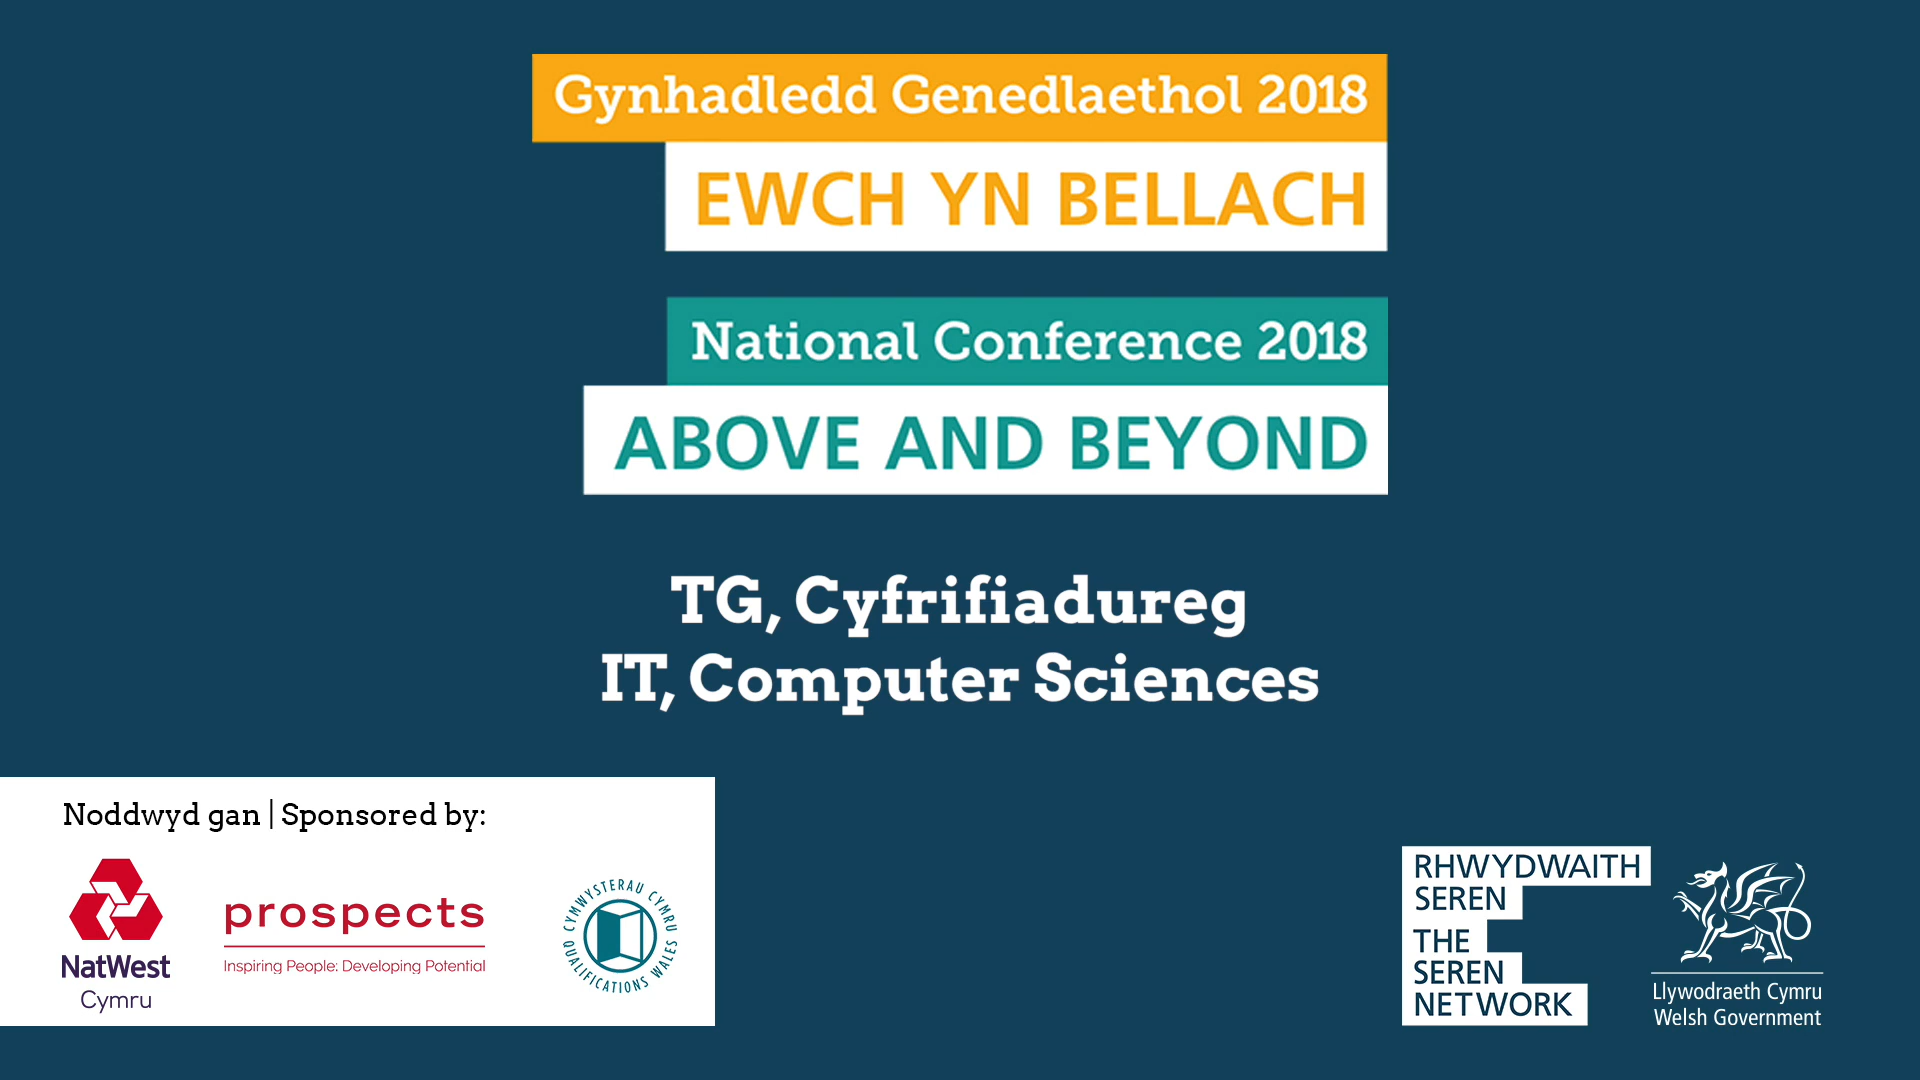 Gynhadledd Genedlaethol 2018
EWCH YN BELLACH
National Conference 2018
ABOVE AND BEYOND
TG, Cyfrifiadureg
IT, Computer Sciences
Noddwyd gan | Sponsored by:
NatWest
Cymru
prospects
Inspiring People: Developing Potential
CYMWYSTERAU CYMRU
QUALIFICATIONS WALES
RHWYDWAITH
SEREN
THE
SEREN
NETWORK
Llywodraeth Cymru
Welsh Government